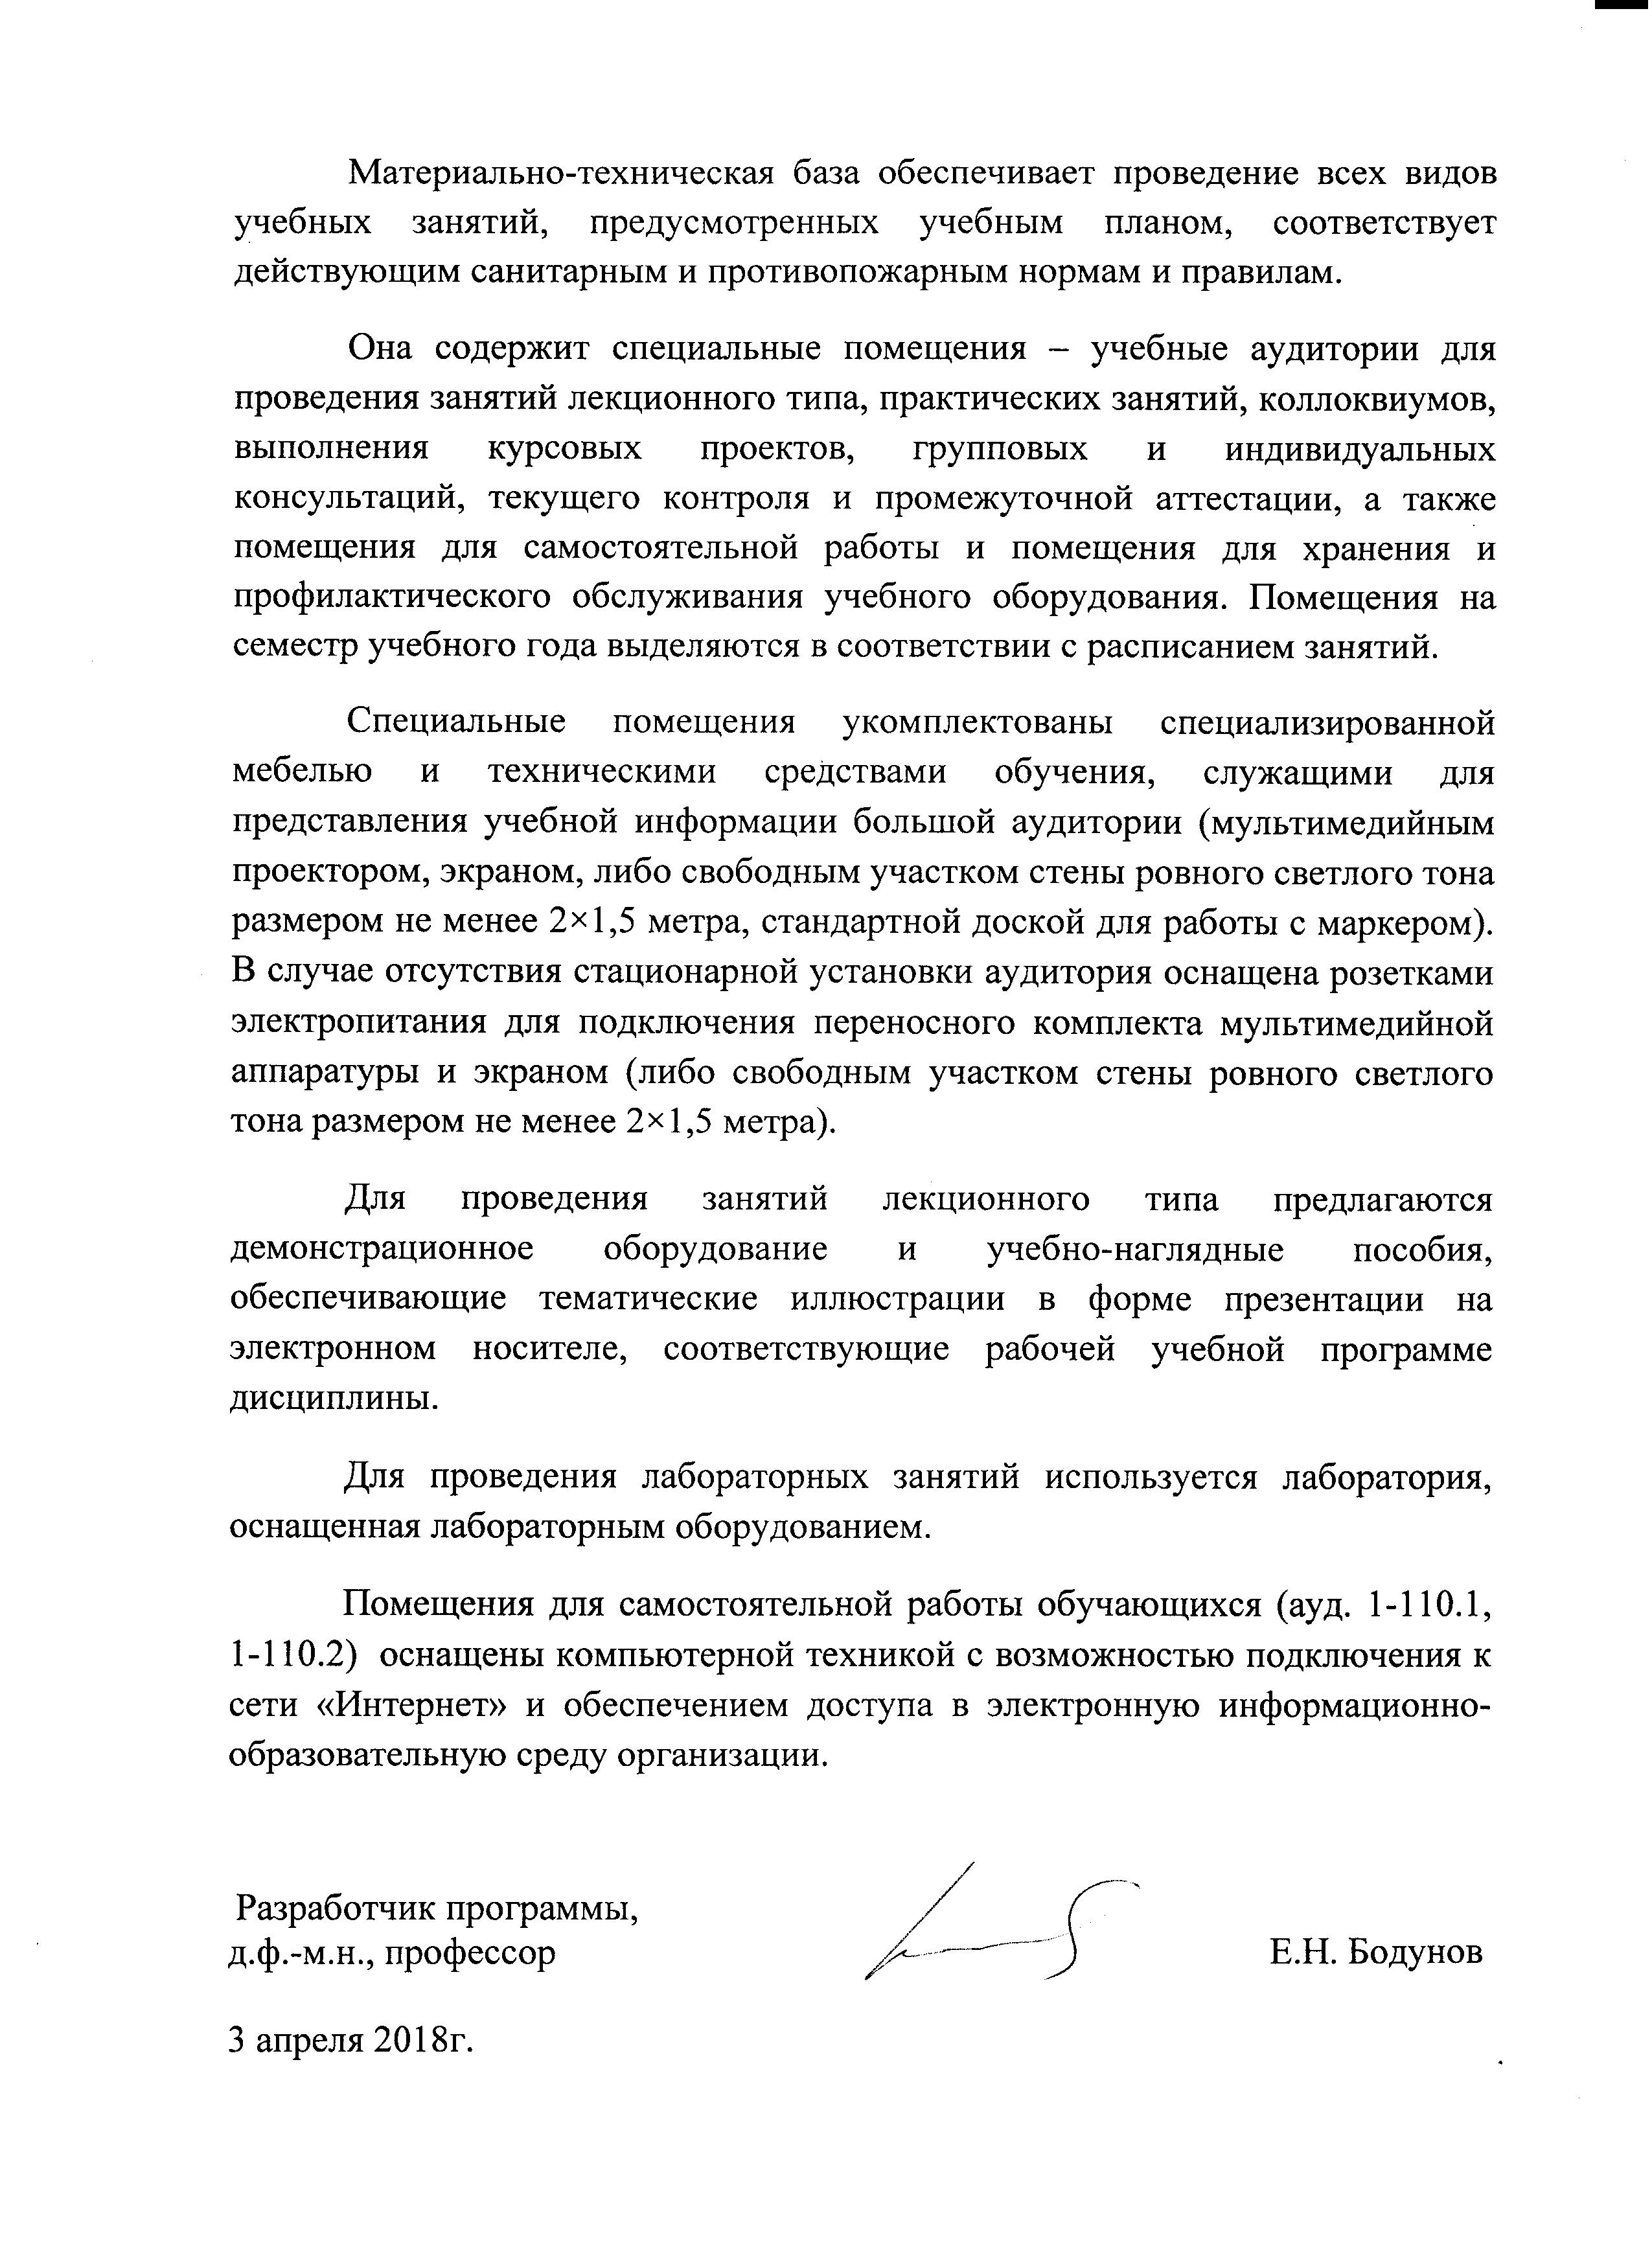 Материально-техническая база обеспечивает проведение всех видов
учебных занятий, предусмотренных учебным планом, соответствует
действующим санитарным и противопожарным нормам и правилам.
Она содержит специальные помещения – учебные аудитории для
проведения занятий лекционного типа, практических занятий, коллоквиумов,
выполнения курсовых проектов, групповых и индивидуальных
консультаций, текущего контроля и промежуточной аттестации, а также
помещения для самостоятельной работы и помещения для хранения и
профилактического обслуживания учебного оборудования. Помещения на
семестр учебного года выделяются в соответствии с расписанием занятий.
Специальные помещения укомплектованы специализированной
мебелью и техническими средствами обучения, служащими для
представления учебной информации большой аудитории (мультимедийным
проектором, экраном, либо свободным участком стены ровного светлого тона
размером не менее 2×1,5 метра, стандартной доской для работы с маркером).
В случае отсутствия стационарной установки аудитория оснащена розетками
электропитания для подключения переносного комплекта мультимедийной
аппаратуры и экраном (либо свободным участком стены ровного светлого
тона размером не менее 2×1,5 метра).
Для проведения занятий лекционного типа предлагаются
демонстрационное оборудование и учебно-наглядные пособия,
обеспечивающие тематические иллюстрации в форме презентации на
электронном носителе, соответствующие рабочей учебной программе
дисциплины.
Для проведения лабораторных занятий используется лаборатория,
оснащенная лабораторным оборудованием.
Помещения для самостоятельной работы обучающихся (ауд. 1-110.1,
1-110.2) оснащены компьютерной техникой с возможностью подключения к
сети «Интернет» и обеспечением доступа в электронную информационно-
образовательную среду организации.
Разработчик программы,
д.ф.-м.н., профессор Е.Н. Бодунов
3 апреля 2018г.